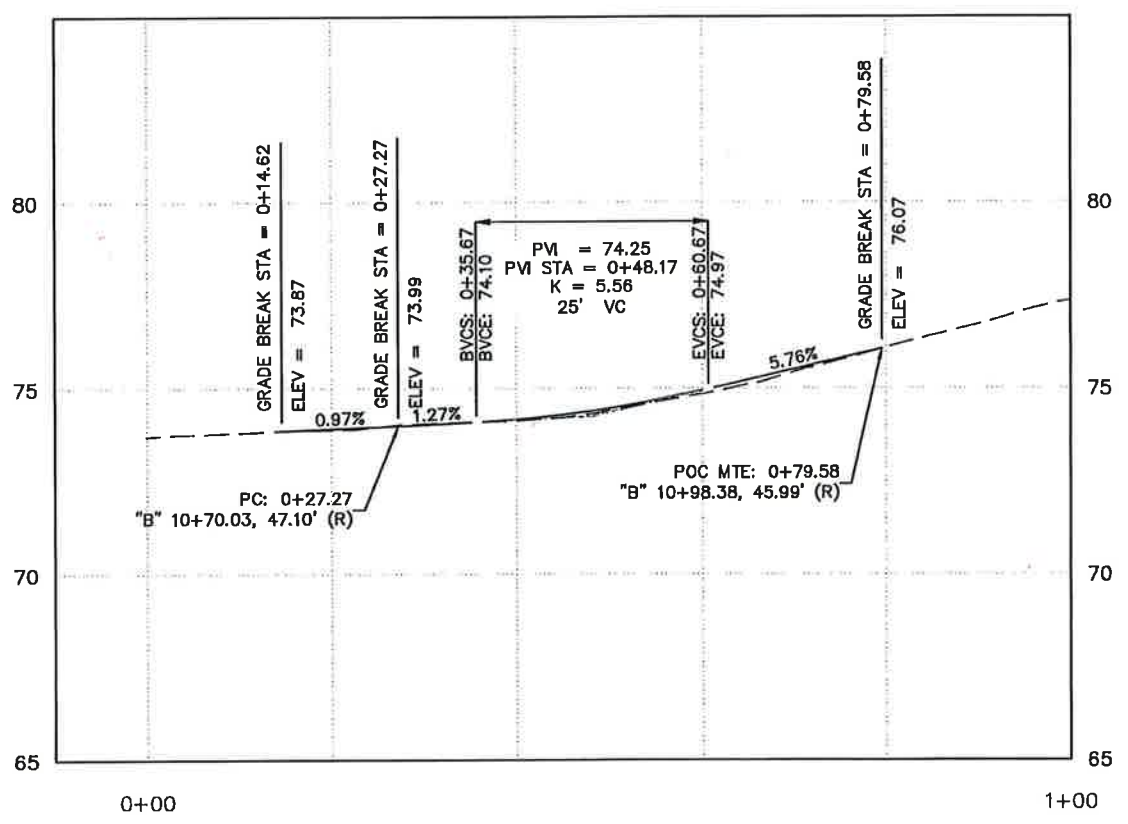 GRADE BREAK STA = 0+14.62
ELEV = 73.87
GRADE BREAK STA = 0+27.27
ELEV = 73.99
BVCS: 0+35.67
BVCE: 74.10
PVI = 74.25
PVI STA = 0+48.17
K = 5.56
25' VC
EVCS: 0+60.67
EVCE: 74.97
GRADE BREAK STA = 0+79.58
ELEV = 76.07
80
80
75
75
0.97%
1.27%
5.76%
PC: 0+27.27
"B" 10+70.03, 47.10' (R)
POC MTE: 0+79.58
"B" 10+98.38, 45.99' (R)
70
70
65
65
0+00
1+00